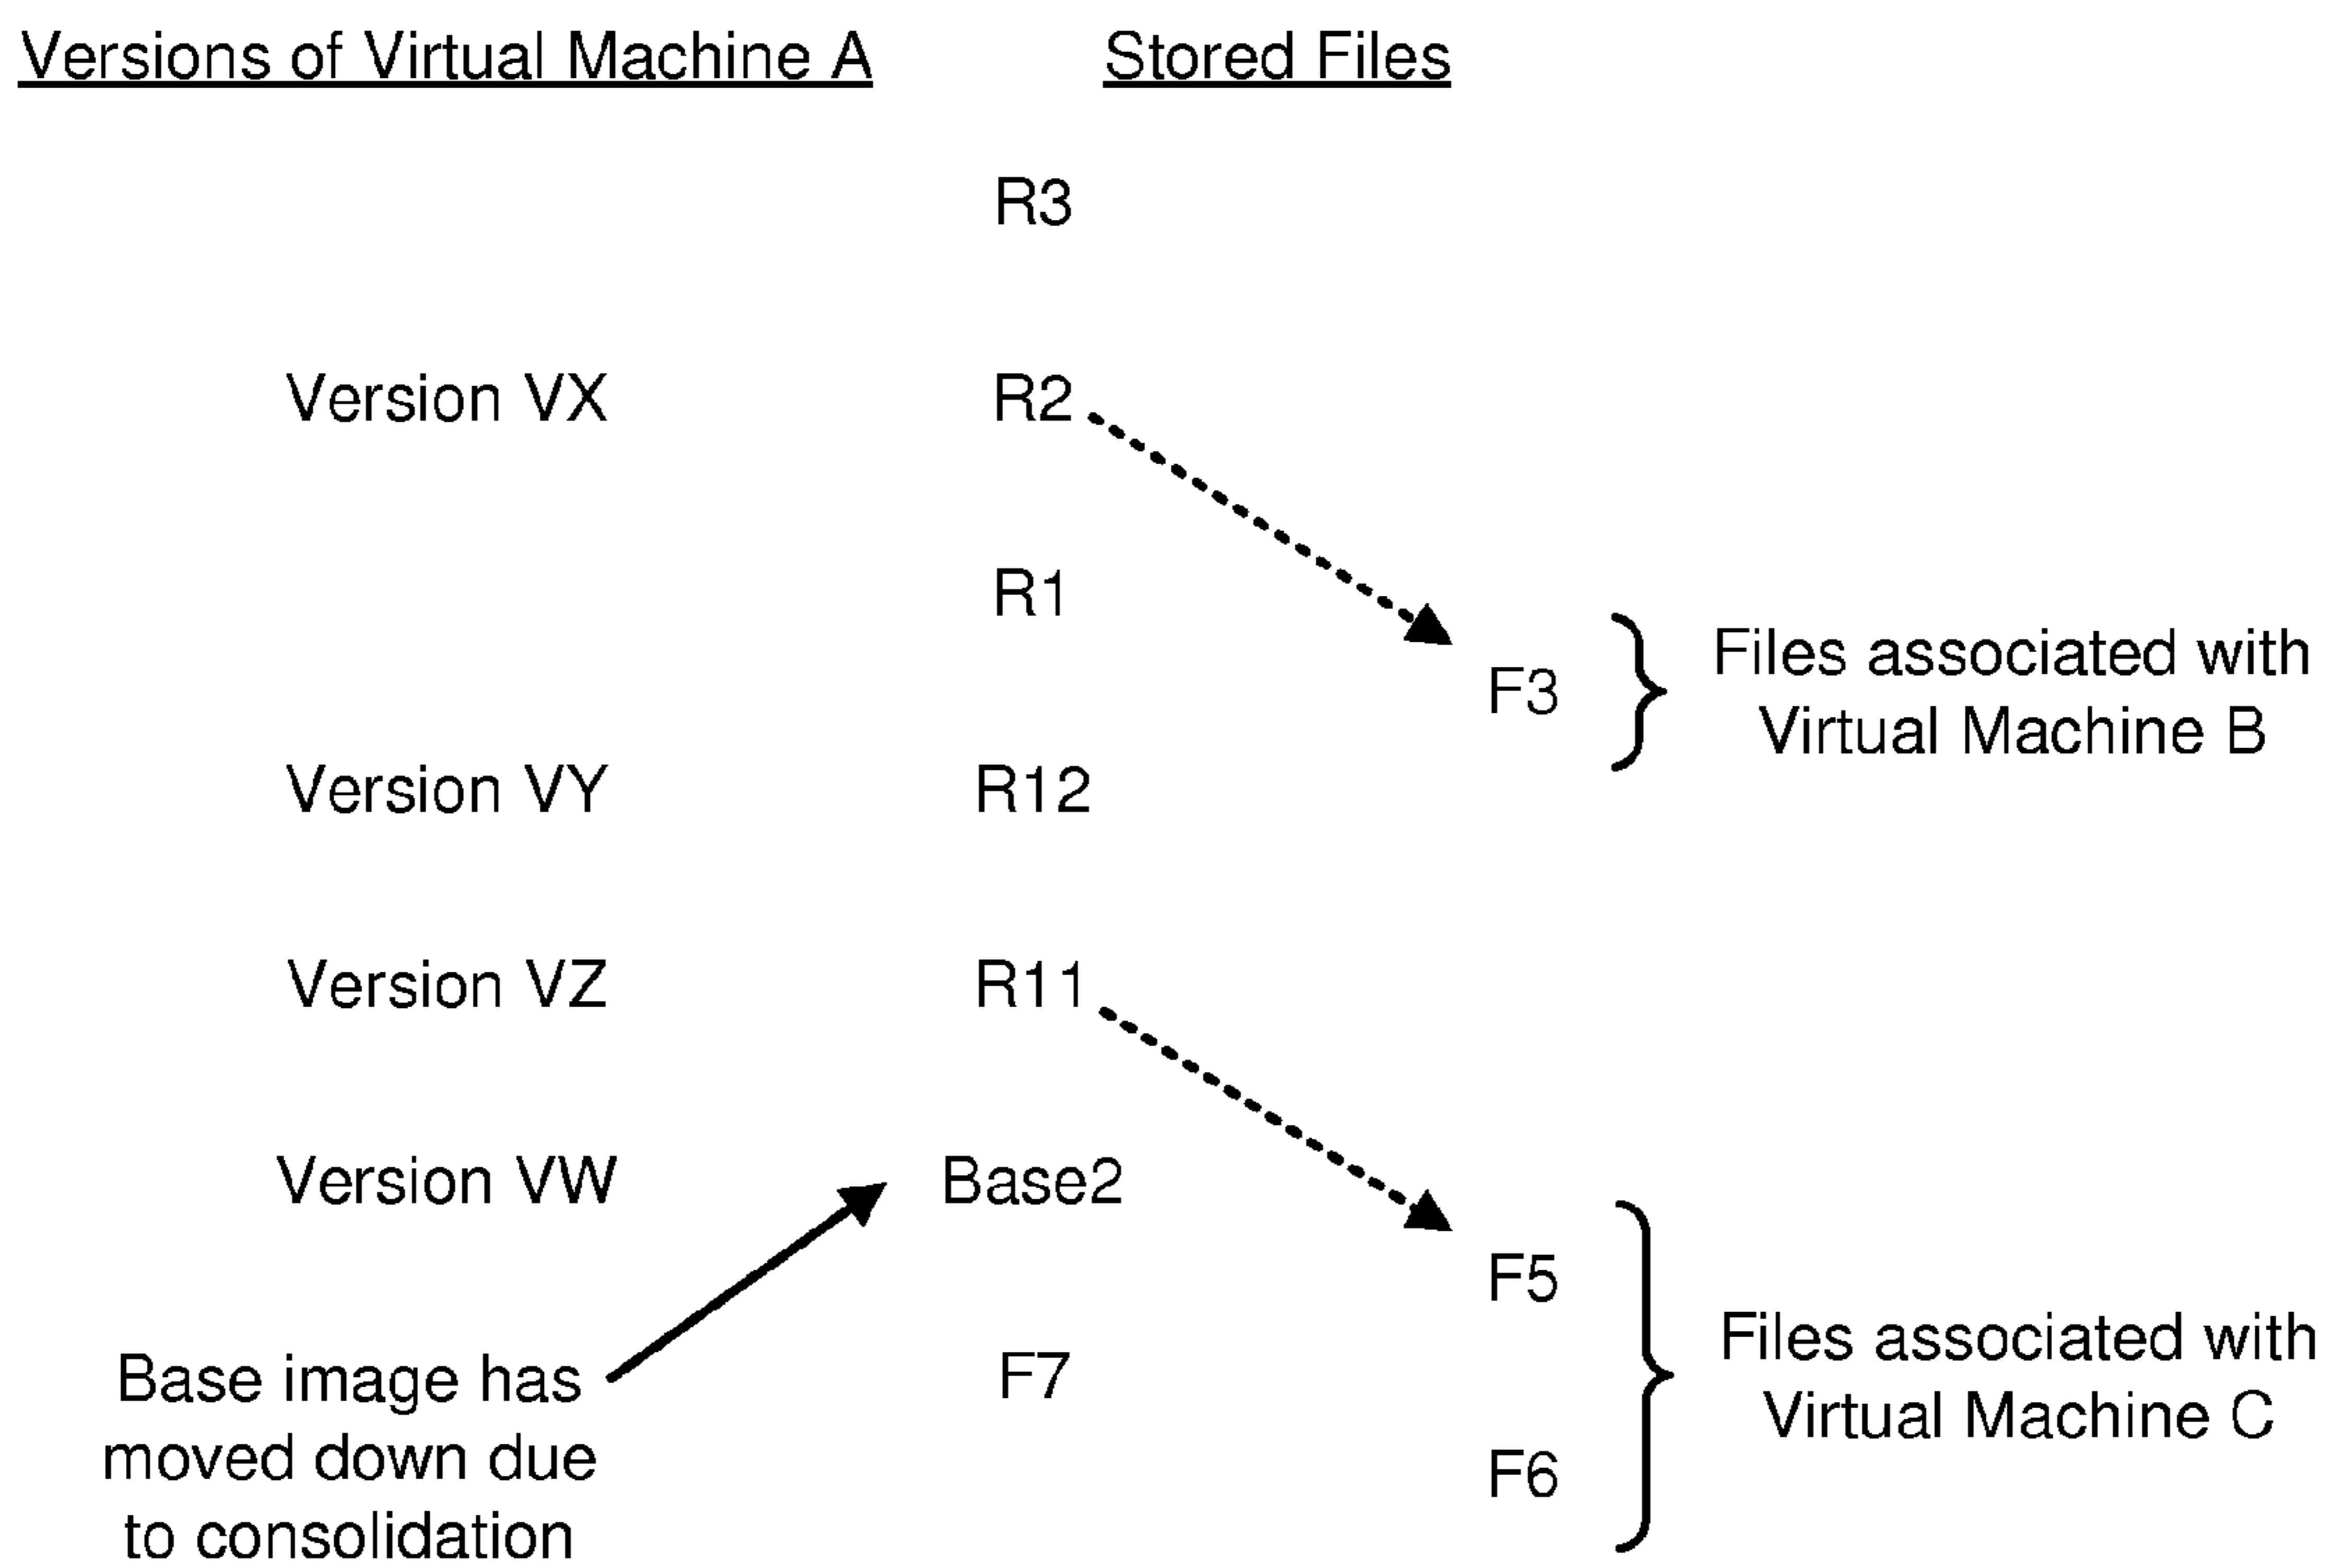 Versions of Virtual Machine A
Stored Files
R3
Version VX
R2
R1
Files associated with
Virtual Machine B
F3
Version VY
R12
Version VZ
R11
Version VW
Base2
F5
Base image has
moved down due
to consolidation
F7
Files associated with
Virtual Machine C
F6